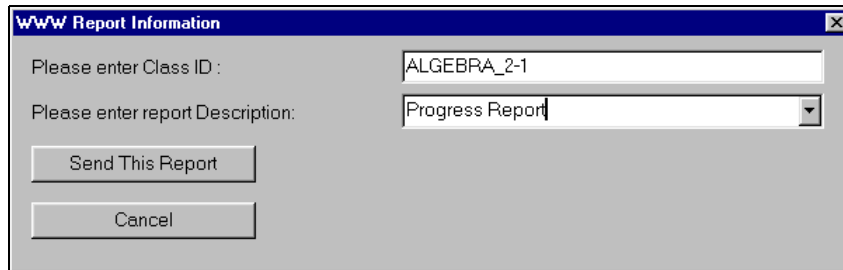 WWW Report Information
Please enter Class ID :
ALGEBRA_2-1
Please enter report Description:
Progress Report
Send This Report
Cancel